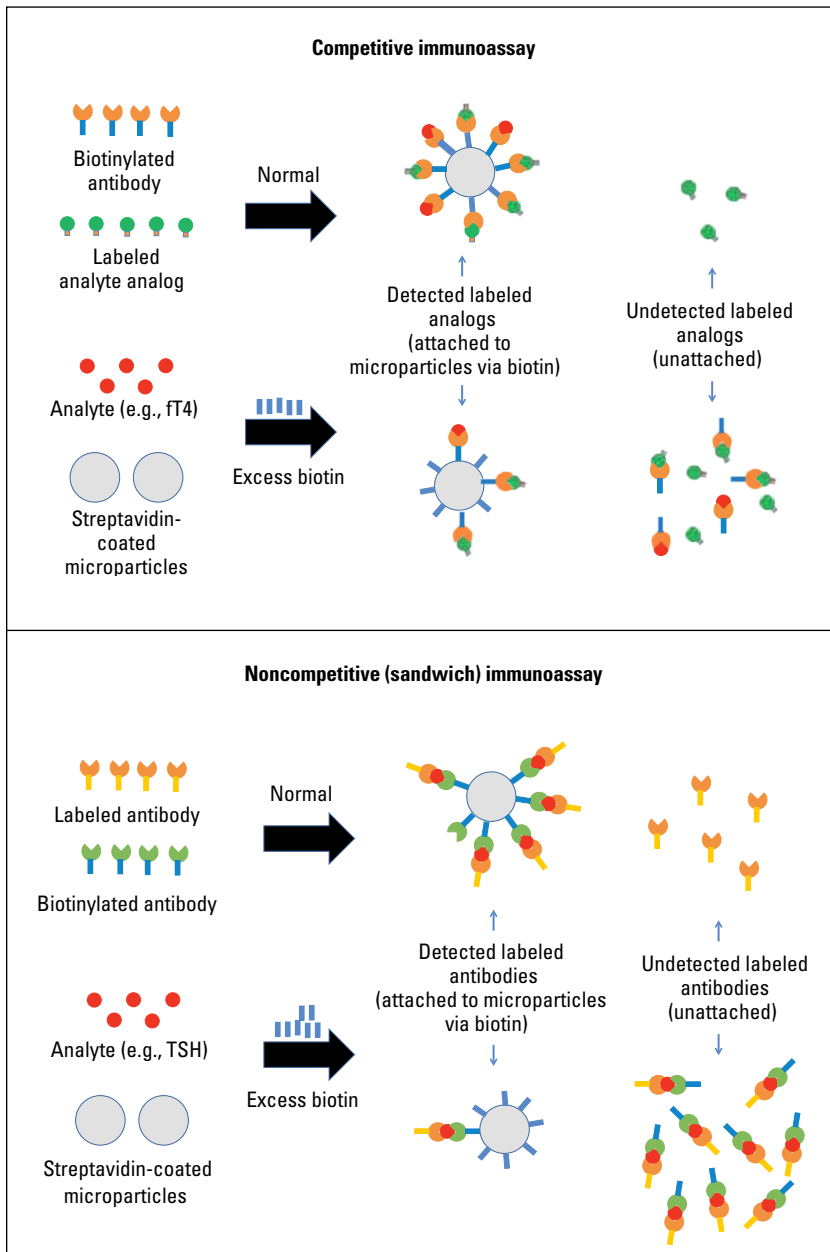 Competitive immunoassay
Biotinylated
antibody
Normal
Labeled
analyte analog
Detected labeled
analogs
(attached to
microparticles via biotin)
Undetected labeled
analogs
(unattached)
Analyte (e.g., fT4)
Excess biotin
Streptavidin-
coated
microparticles
Noncompetitive (sandwich) immunoassay
Labeled antibody
Normal
Biotinylated antibody
Detected labeled
antibodies
(attached to microparticles
via biotin)
Undetected labeled
antibodies
(unattached)
Analyte (e.g., TSH)
Excess biotin
Streptavidin-coated
microparticles